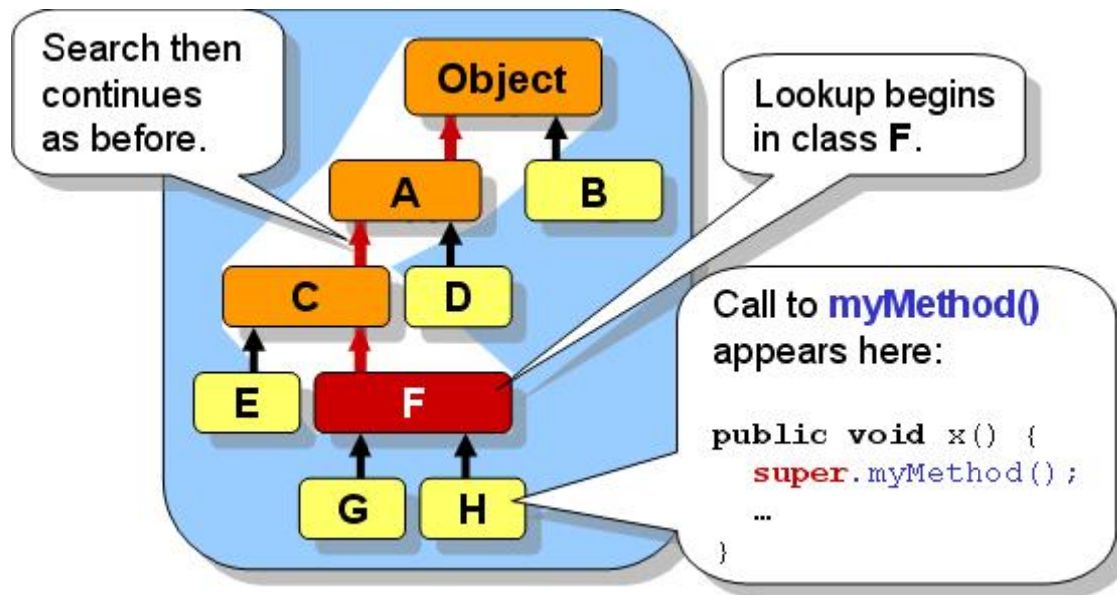 Search then
continues
as before.
Object
Lookup begins
in class F.
A
B
C
D
Call to myMethod()
appears here:
E
F
public void x() {
super.myMethod();
…
}
G
H